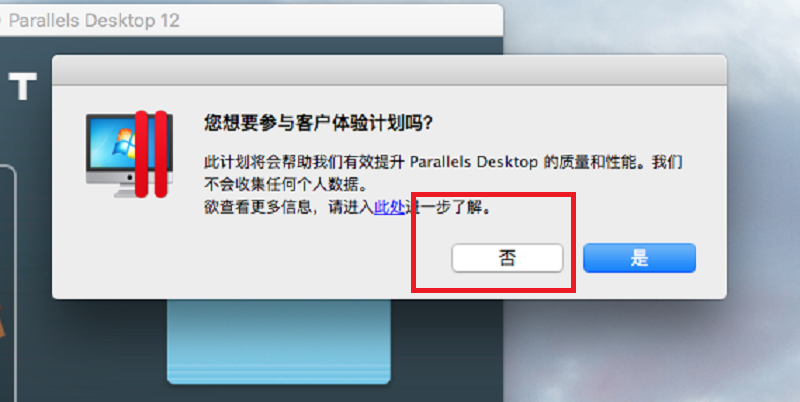 Parallels Desktop 12
T
您想要参与客户体验计划吗?
此计划将会帮助我们有效提升 Parallels Desktop 的质量和性能。我们
不会收集任何个人数据。
欲查看更多信息，请进入此处进一步了解。
否
是